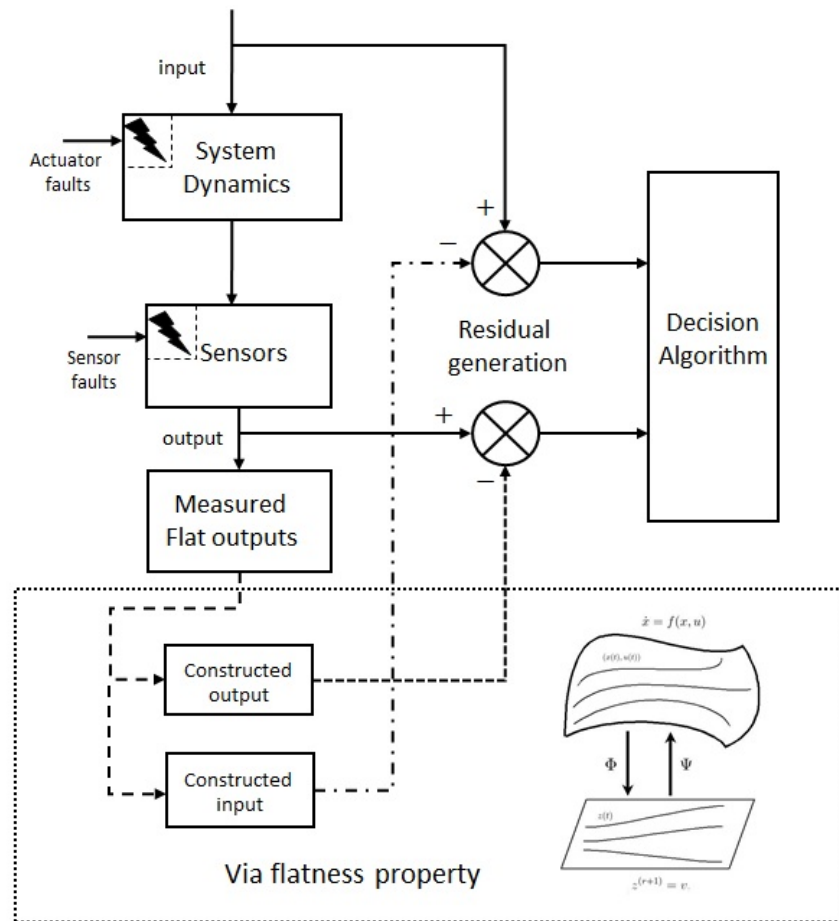 input
Actuator
faults
System
Dynamics
+
−
Sensor
faults
Sensors
Residual
generation
Decision
Algorithm
output
+
−
Measured
Flat outputs
ẋ = f(x, u)
(x(t), u(t))
Constructed
output
Φ
Ψ
Constructed
input
z(t)
Via flatness property
z^(r+1) = v.